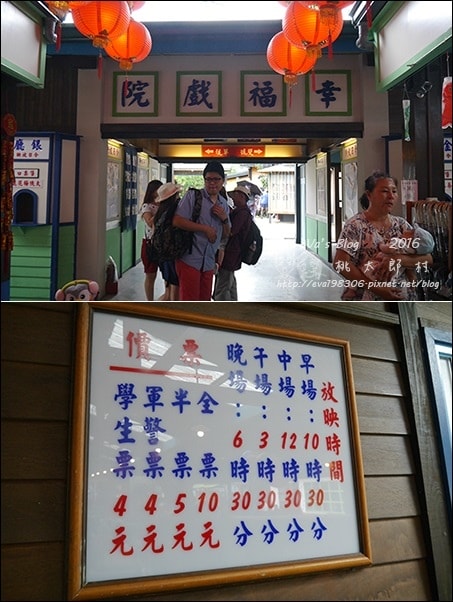 幸福戲院
銀廳
Eva's-Blog 2016
桃太郎村
http://eva198306.pixnet.net/blog
放映時間
早場:10時30分
中場:12時30分
午場:3時30分
晚場:6時30分
票價
全票10元
半票5元
軍警票4元
學生票4元